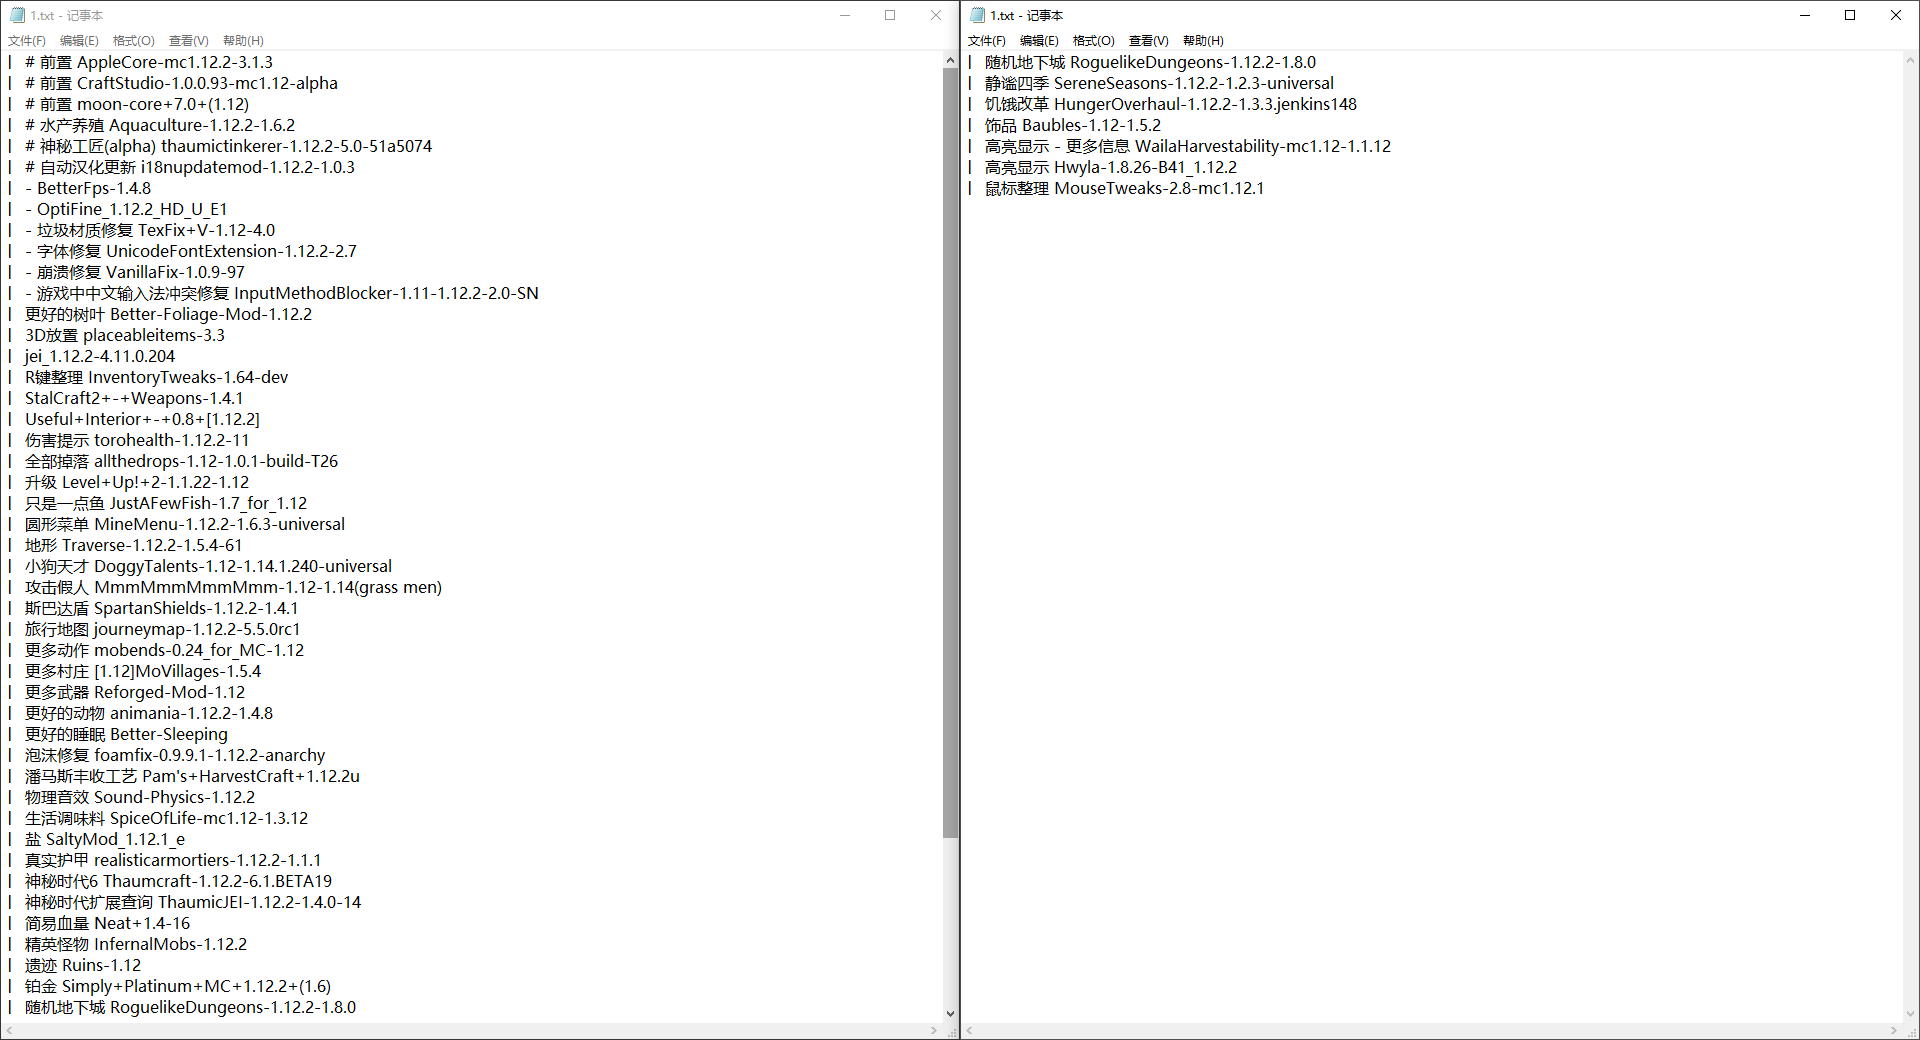 1.txt - 记事本
文件(F) 编辑(E) 格式(O) 查看(V) 帮助(H)
| # 前置 AppleCore-mc1.12.2-3.1.3
| # 前置 CraftStudio-1.0.0.93-mc1.12-alpha
| # 前置 moon-core+7.0+(1.12)
| # 水产养殖 Aquaculture-1.12.2-1.6.2
| # 神秘工匠(alpha) thaumictinkerer-1.12.2-5.0-51a5074
| # 自动汉化更新 i18nupdatemod-1.12.2-1.0.3
| - BetterFps-1.4.8
| - OptiFine_1.12.2_HD_U_E1
| - 垃圾材质修复 TexFix+V-1.12-4.0
| - 字体修复 UnicodeFontExtension-1.12.2-2.7
| - 崩溃修复 VanillaFix-1.0.9-97
| - 游戏中中文输入法冲突修复 InputMethodBlocker-1.11-1.12.2-2.0-SN
| 更好的树叶 Better-Foliage-Mod-1.12.2
| 3D放置 placeableitems-3.3
| jei_1.12.2-4.11.0.204
| R键整理 InventoryTweaks-1.64-dev
| StalCraft2+-+Weapons-1.4.1
| Useful+Interior+-+0.8+[1.12.2]
| 伤害提示 torohealth-1.12.2-11
| 全部掉落 allthedrops-1.12-1.0.1-build-T26
| 升级 Level+Up!+2-1.1.22-1.12
| 只是一点鱼 JustAFewFish-1.7_for_1.12
| 圆形菜单 MineMenu-1.12.2-1.6.3-universal
| 地形 Traverse-1.12.2-1.5.4-61
| 小狗天才 DoggyTalents-1.12-1.14.1.240-universal
| 攻击假人 MmmMmmMmmMmm-1.12-1.14(grass men)
| 斯巴达盾 SpartanShields-1.12.2-1.4.1
| 旅行地图 journeymap-1.12.2-5.5.0rc1
| 更多动作 mobends-0.24_for_MC-1.12
| 更多村庄 [1.12]MoVillages-1.5.4
| 更多武器 Reforged-Mod-1.12
| 更好的动物 animania-1.12.2-1.4.8
| 更好的睡眠 Better-Sleeping
| 泡沫修复 foamfix-0.9.9.1-1.12.2-anarchy
| 潘马斯丰收工艺 Pam's+HarvestCraft+1.12.2u
| 物理音效 Sound-Physics-1.12.2
| 生活调味料 SpiceOfLife-mc1.12-1.3.12
| 盐 SaltyMod_1.12.1_e
| 真实护甲 realisticarmortiers-1.12.2-1.1.1
| 神秘时代6 Thaumcraft-1.12.2-6.1.BETA19
| 神秘时代扩展查询 ThaumicJEI-1.12.2-1.4.0-14
| 简易血量 Neat+1.4-16
| 精英怪物 InfernalMobs-1.12.2
| 遗迹 Ruins-1.12
| 铂金 Simply+Platinum+MC+1.12.2+(1.6)
| 随机地下城 RoguelikeDungeons-1.12.2-1.8.0
1.txt - 记事本
文件(F) 编辑(E) 格式(O) 查看(V) 帮助(H)
| 随机地下城 RoguelikeDungeons-1.12.2-1.8.0
| 静谧四季 SereneSeasons-1.12.2-1.2.3-universal
| 饥饿改革 HungerOverhaul-1.12.2-1.3.3.jenkins148
| 饰品 Baubles-1.12-1.5.2
| 高亮显示 - 更多信息 WailaHarvestability-mc1.12-1.1.12
| 高亮显示 Hwyla-1.8.26-B41_1.12.2
| 鼠标整理 MouseTweaks-2.8-mc1.12.1